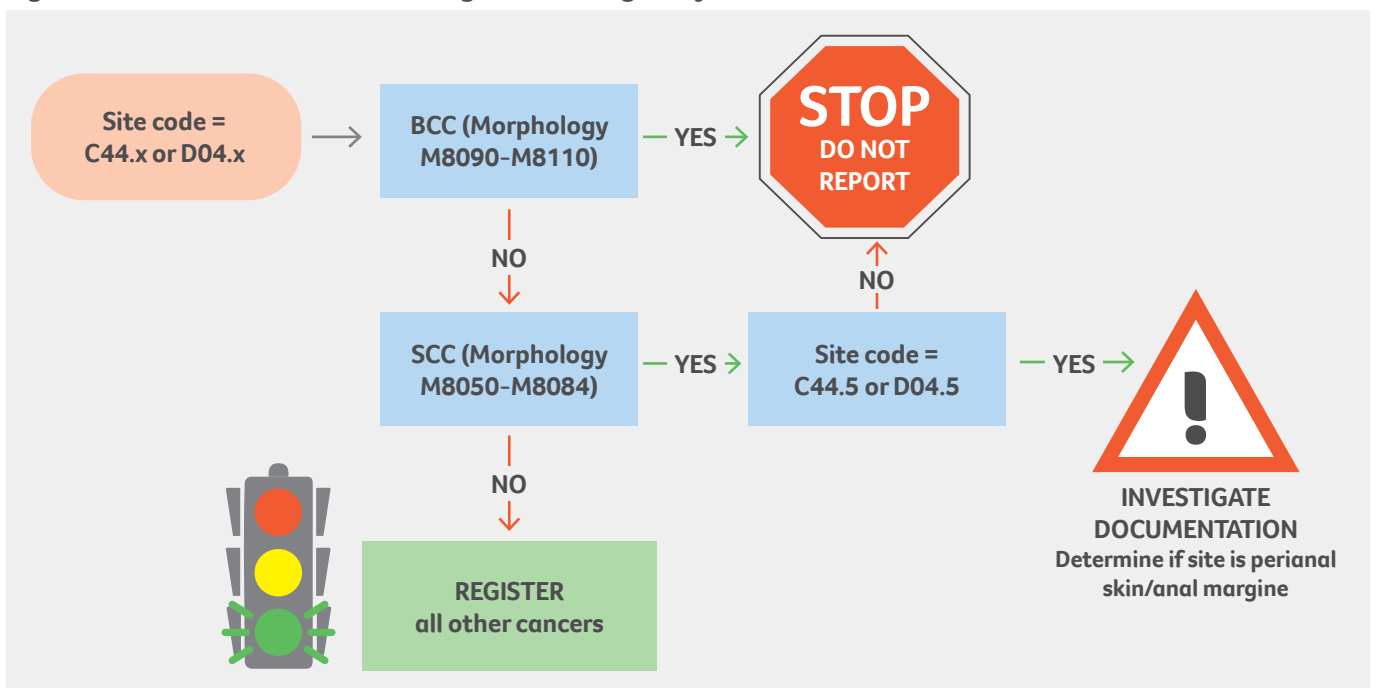 Site code =
C44.x or D04.x
BCC (Morphology
M8090-M8110)
YES
STOP
DO NOT
REPORT
NO
NO
SCC (Morphology
M8050-M8084)
YES
Site code =
C44.5 or D04.5
YES
!
NO
INVESTIGATE
DOCUMENTATION
Determine if site is perianal
skin/anal margine
REGISTER
all other cancers